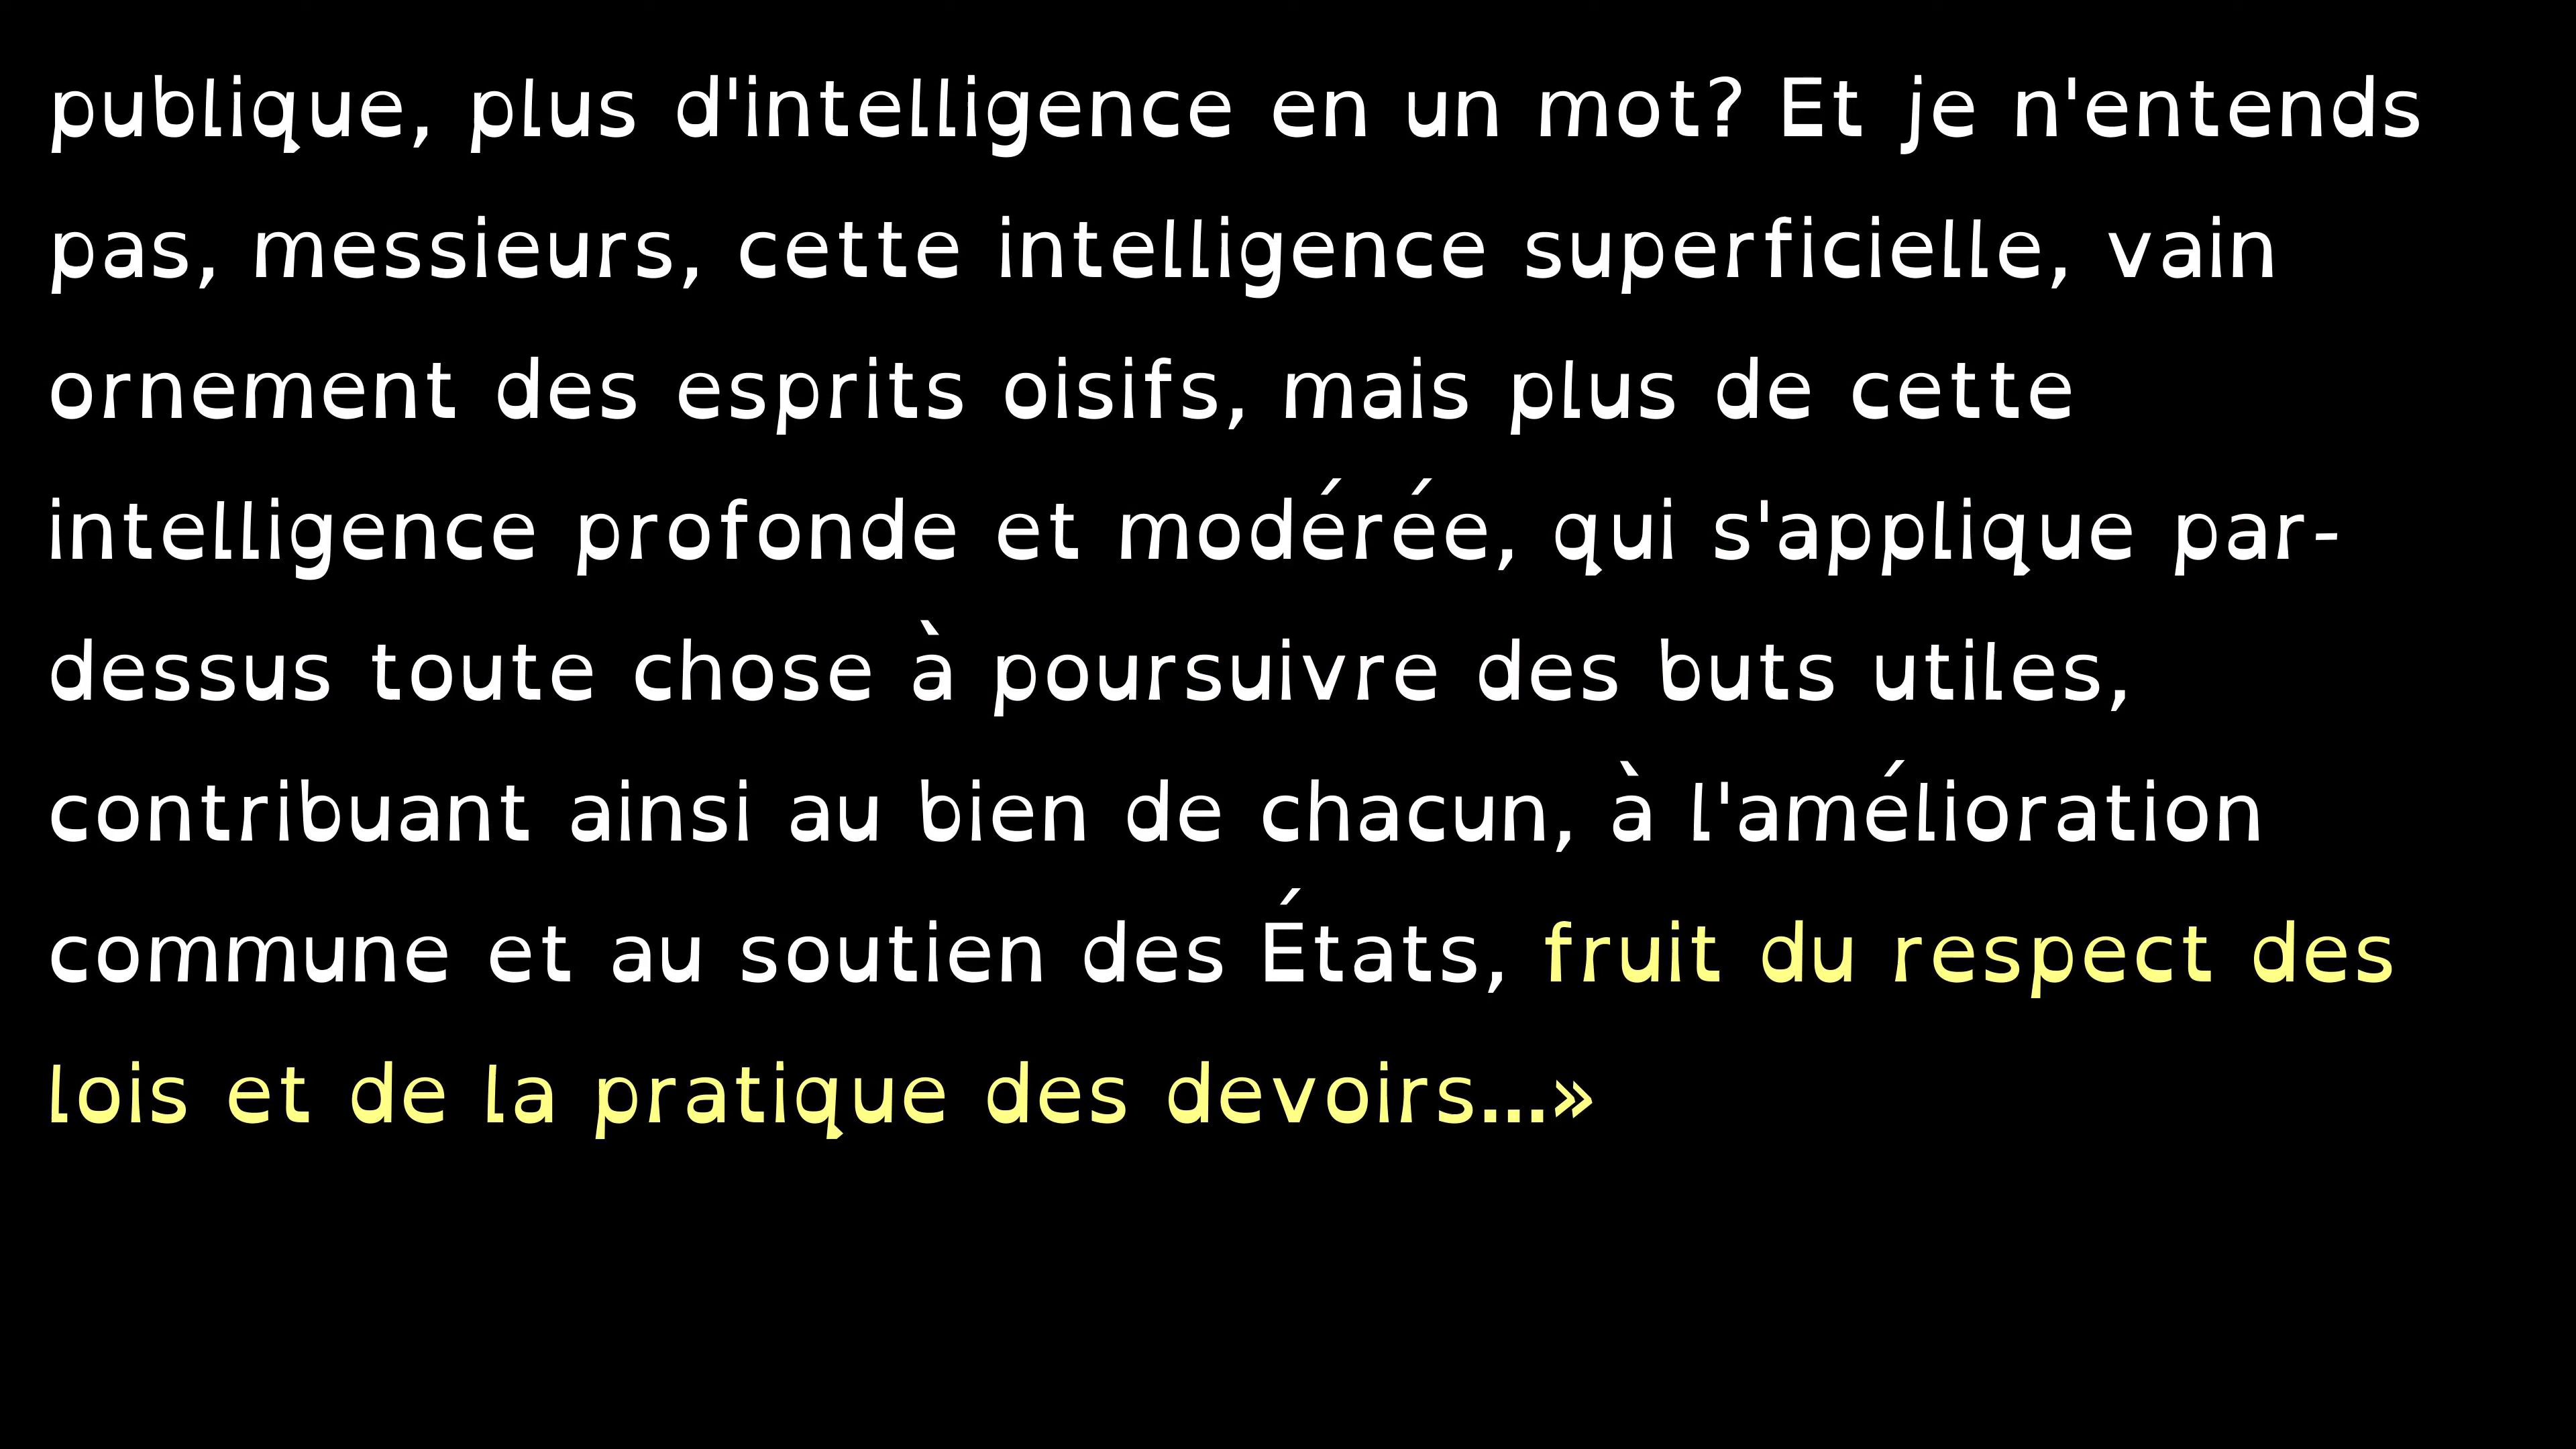 publique, plus d'intelligence en un mot? Et je n'entends
pas, messieurs, cette intelligence superficielle, vain
ornement des esprits oisifs, mais plus de cette
intelligence profonde et modérée, qui s'applique par-
dessus toute chose à poursuivre des buts utiles,
contribuant ainsi au bien de chacun, à l'amélioration
commune et au soutien des États, fruit du respect des
lois et de la pratique des devoirs...»